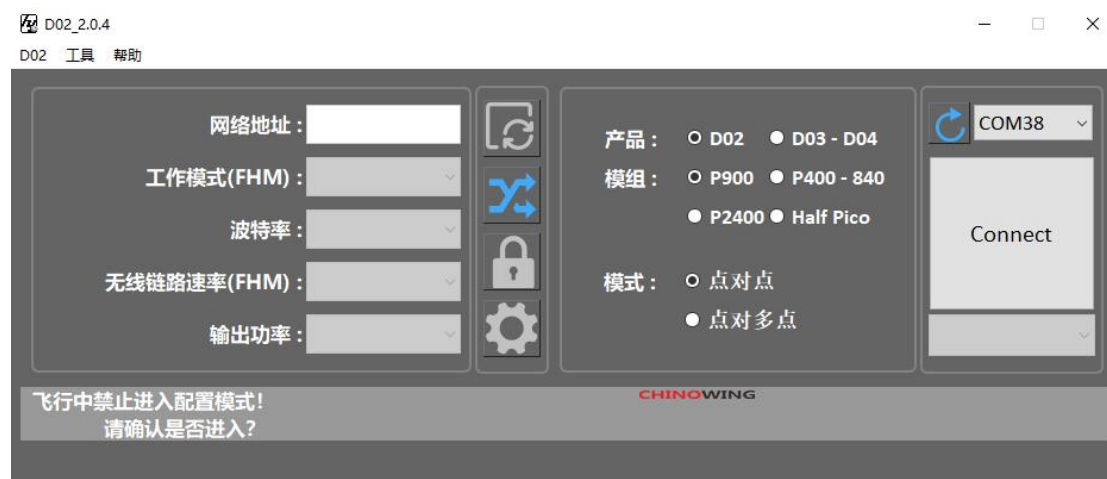 D02_2.0.4
D02 工具 帮助
网络地址：
工作模式(FHM)：
波特率：
无线链路速率(FHM)：
输出功率：
产品： D02 D03 - D04
模组： P900 P400 - 840
P2400 Half Pico
模式： 点对点
点对多点
COM38
Connect
飞行中禁止进入配置模式！
请确认是否进入？
CHINOWING